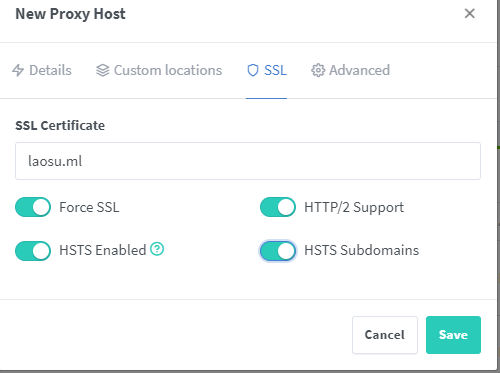 New Proxy Host
Details Custom locations SSL Advanced
SSL Certificate
laosu.ml
Force SSL HTTP/2 Support
HSTS Enabled HSTS Subdomains
Cancel Save